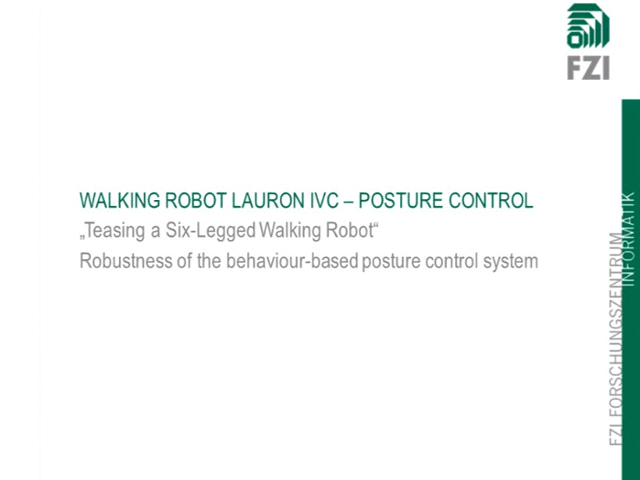 FZI
WALKING ROBOT LAURON IVC – POSTURE CONTROL
„Teasing a Six-Legged Walking Robot“
Robustness of the behaviour-based posture control system
FZI FORSCHUNGSZENTRUM
INFORMATIK